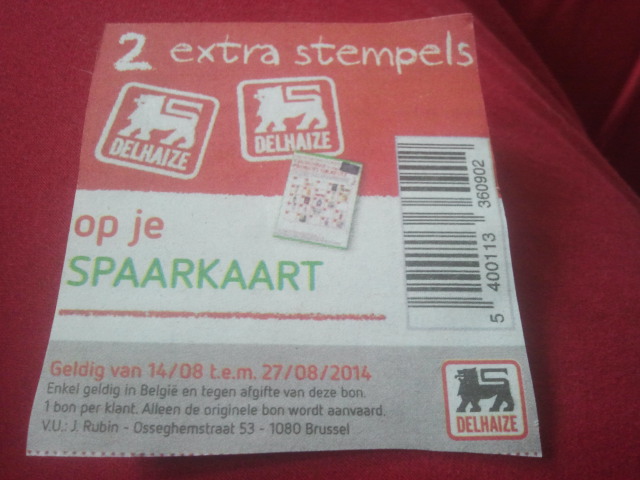 2 extra stempels
DELHAIZE
DELHAIZE
op je
SPAARKAART
5 400113 360902
Geldig van 14/08 t.e.m. 27/08/2014
Enkel geldig in België en tegen afgifte van deze bon.
1 bon per klant. Alleen de originele bon wordt aanvaard.
V.U.: J. Rubin - Osseghemstraat 53 - 1080 Brussel
DELHAIZE